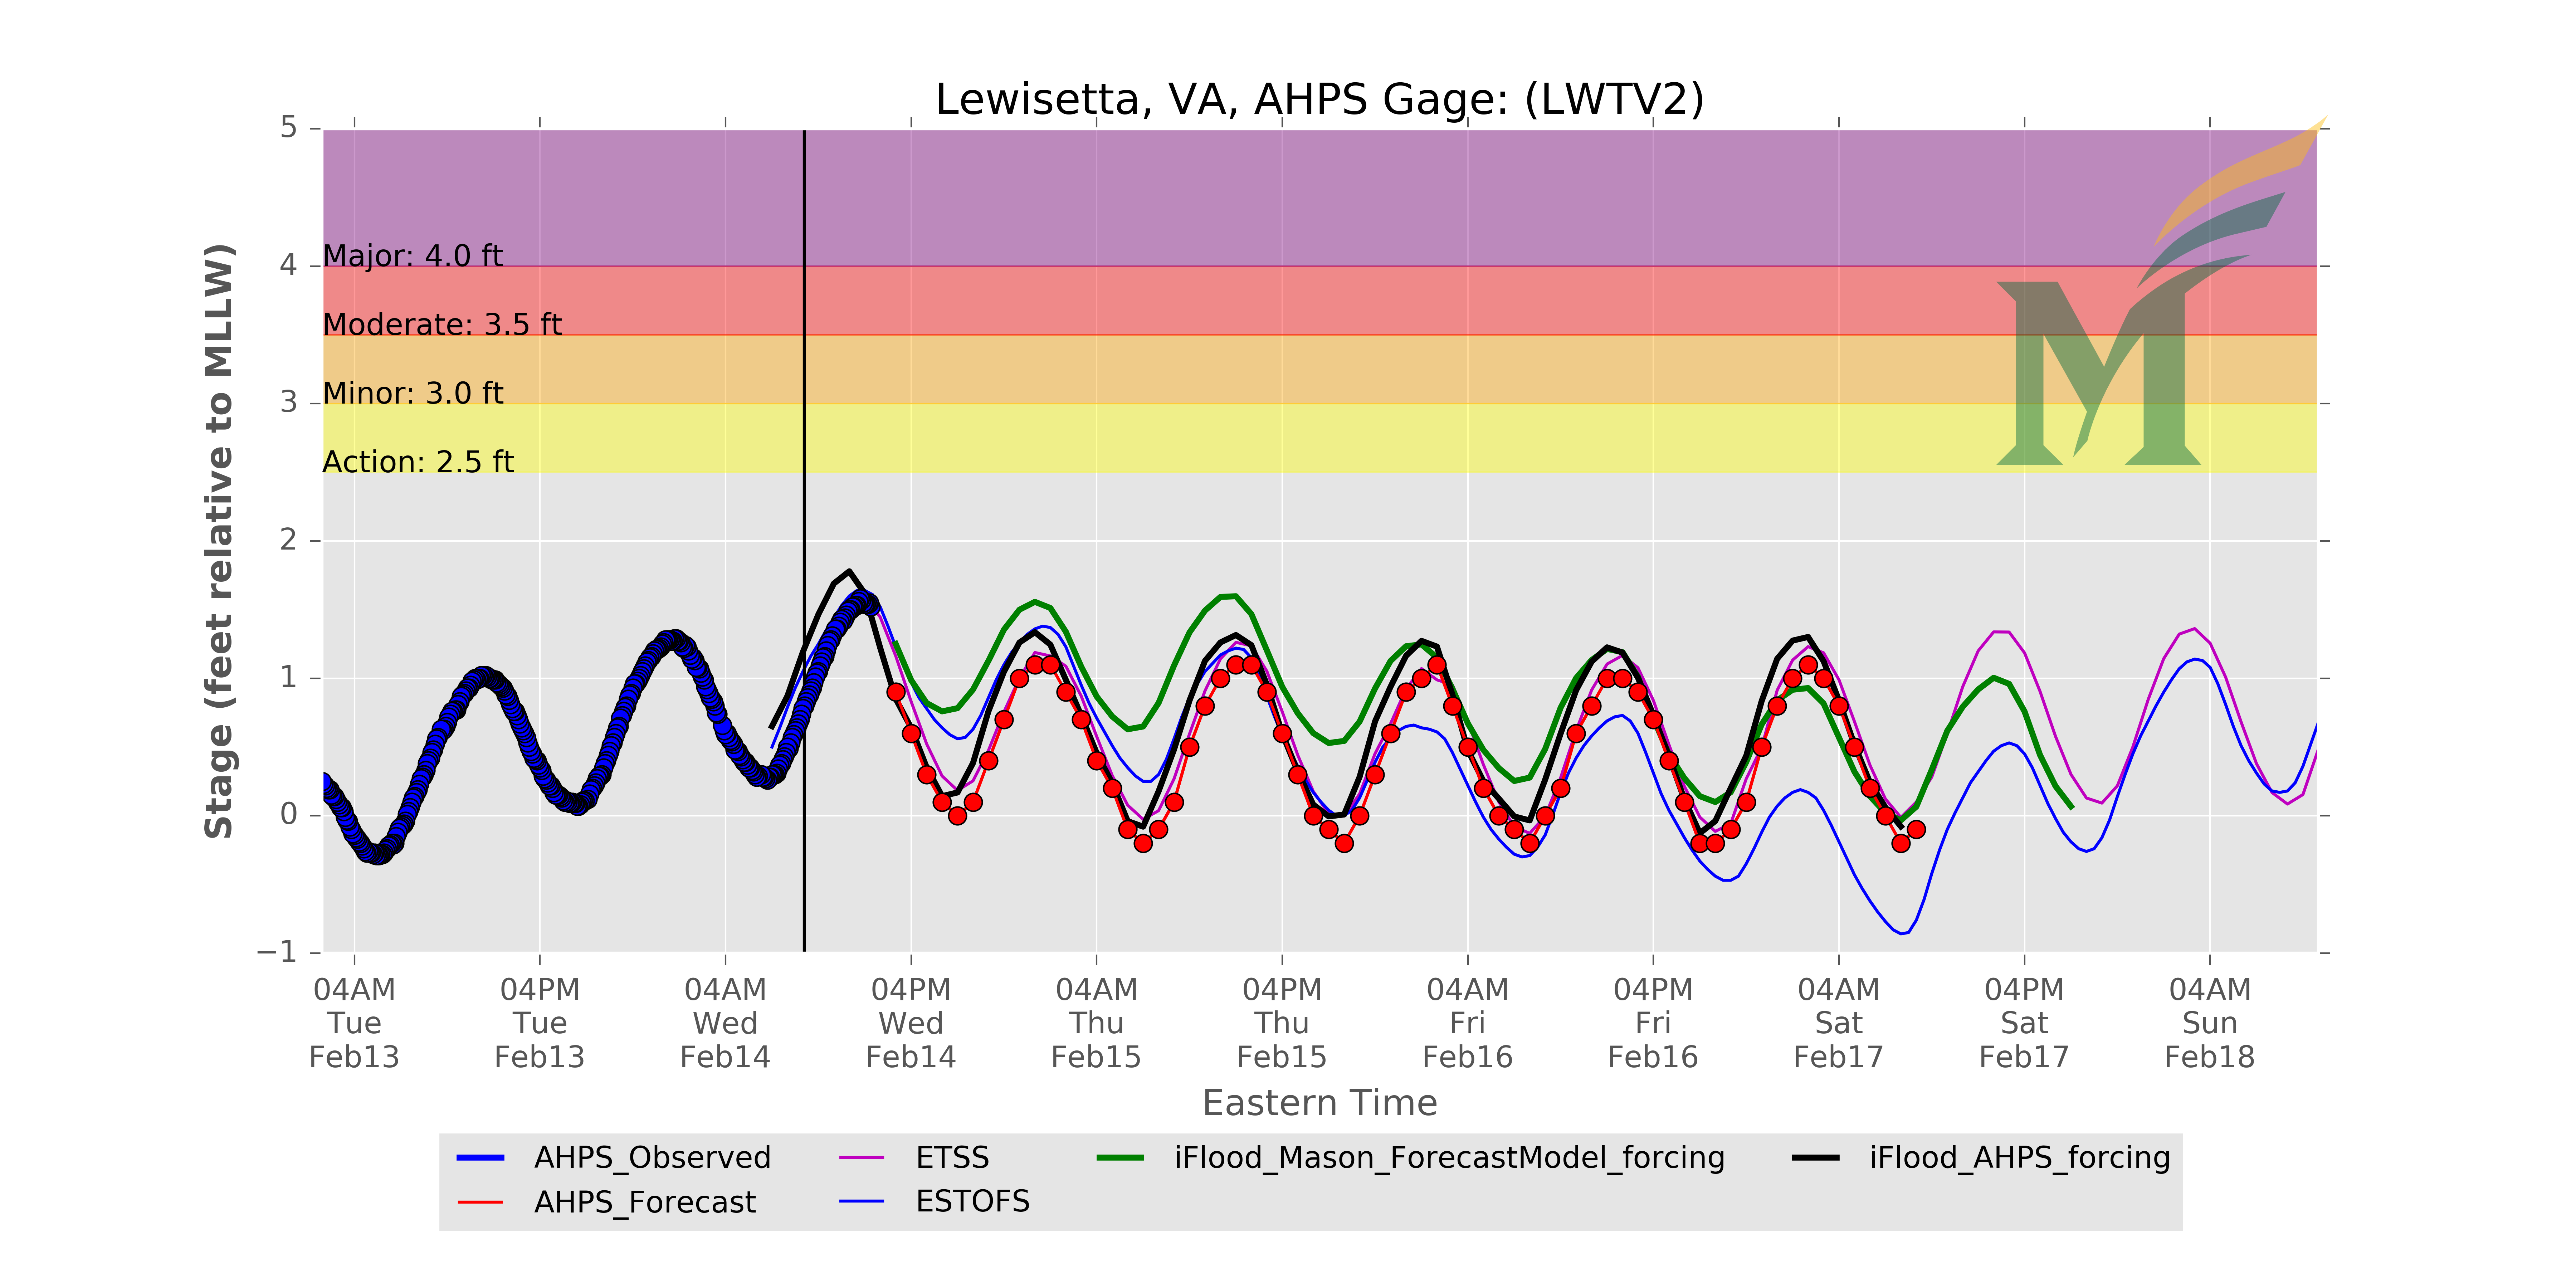 Lewisetta, VA, AHPS Gage: (LWTV2)
Stage (feet relative to MLLW)
5
4
3
2
1
0
−1
Major: 4.0 ft
Moderate: 3.5 ft
Minor: 3.0 ft
Action: 2.5 ft
04AM 04PM 04AM 04PM 04AM 04PM 04AM 04PM 04AM 04PM 04AM
Tue Tue Wed Wed Thu Thu Fri Fri Sat Sat Sun
Feb13 Feb13 Feb14 Feb14 Feb15 Feb15 Feb16 Feb16 Feb17 Feb17 Feb18
Eastern Time
AHPS_Observed ETSS iFlood_Mason_ForecastModel_forcing iFlood_AHPS_forcing
AHPS_Forecast ESTOFS
M